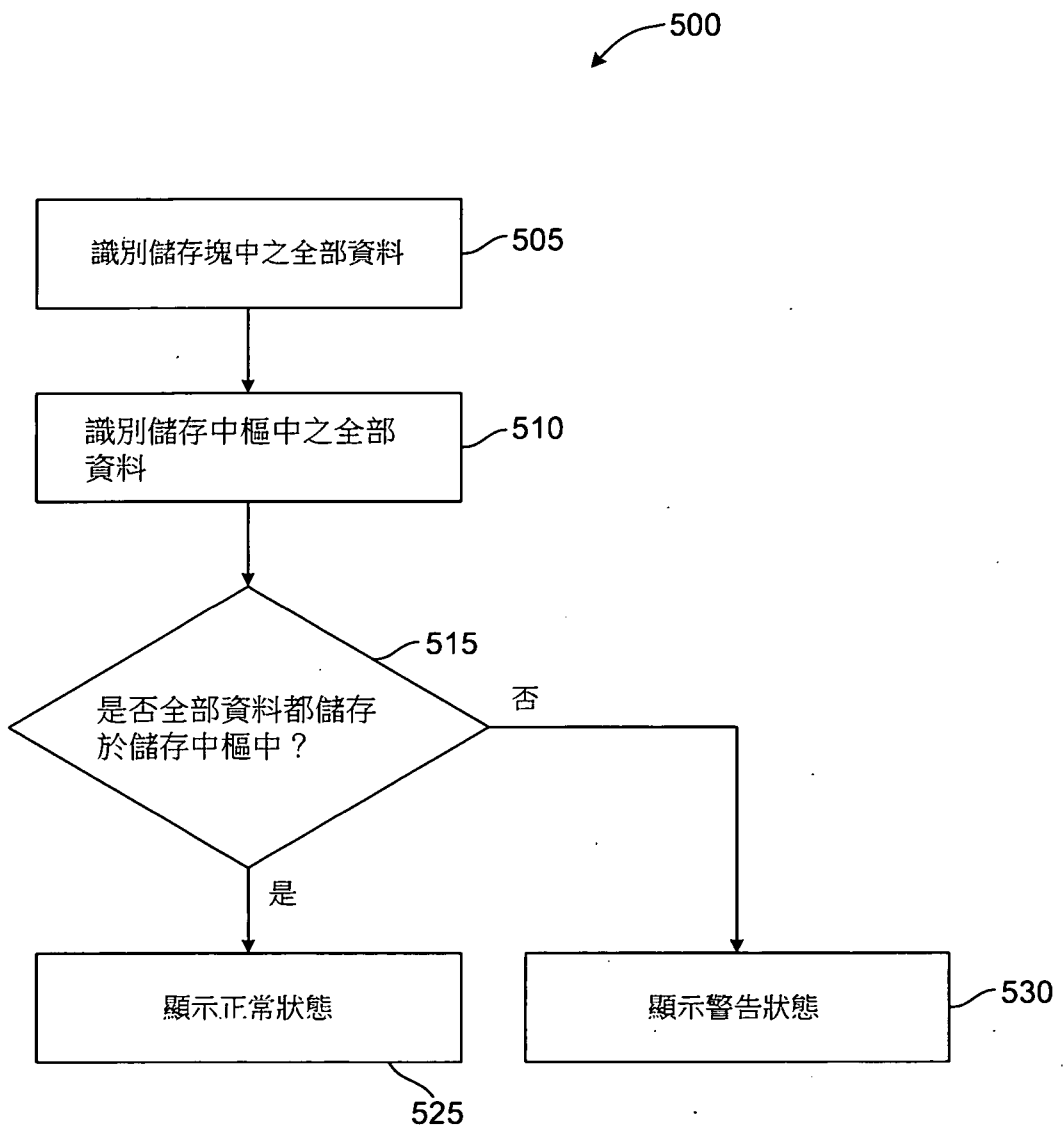 500
識別儲存塊中之全部資料
505
識別儲存中樞中之全部
資料
510
515
是否全部資料都儲存
於儲存中樞中？
否
是
顯示正常狀態
525
顯示警告狀態
530